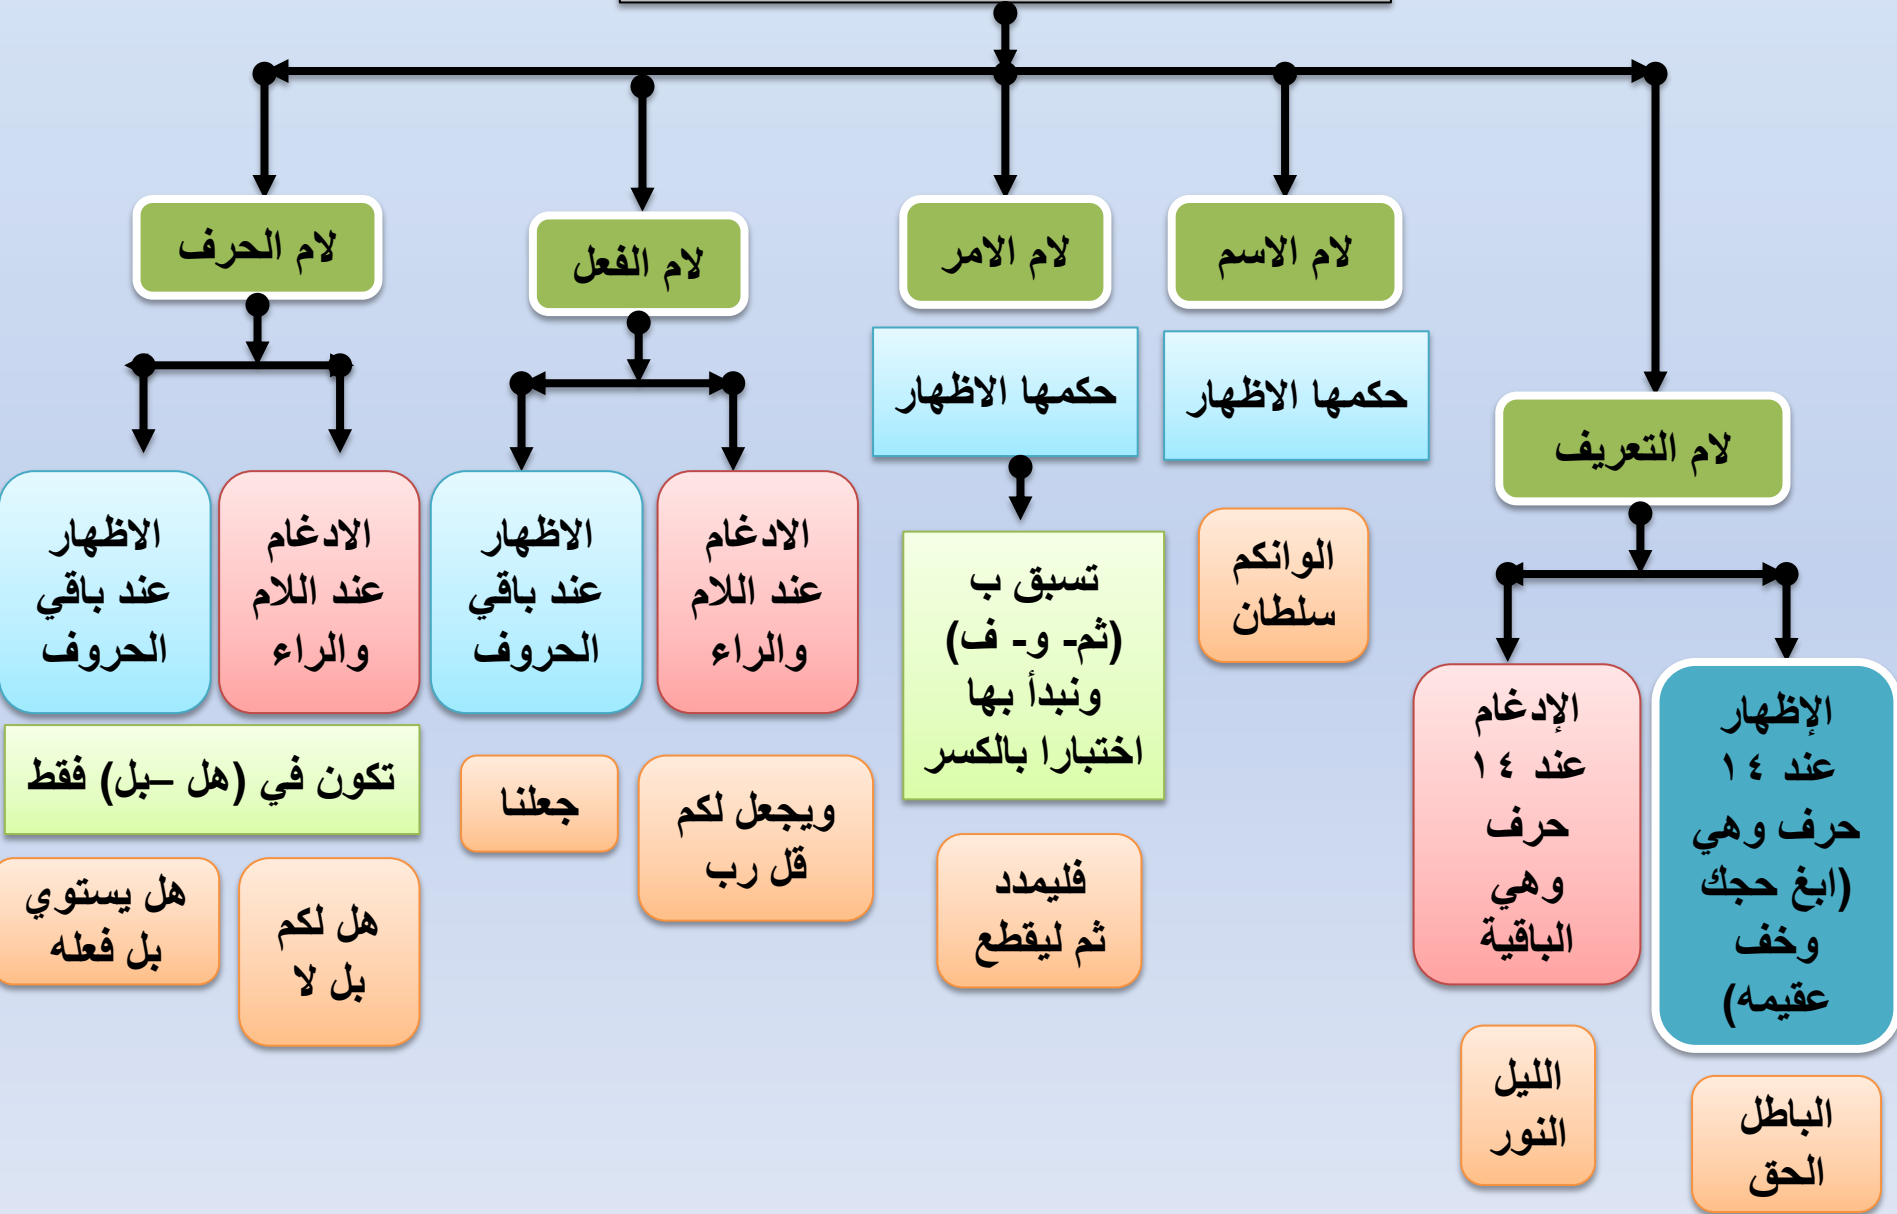 لام التعريف
لام الاسم
لام الامر
لام الفعل
لام الحرف
الإظهار
عند ١٤
حرف وهي
(ابغ حجك
وخف
عقيمه)
الباطل
الحق
الإدغام
عند ١٤
حرف
وهي
الباقية
الليل
النور
حكمها الاظهار
الوانكم
سلطان
حكمها الاظهار
تسبق ب
(ثم- و- ف)
ونبدأ بها
اختبارا بالكسر
فليمدد
ثم ليقطع
الادغام
عند اللام
والراء
ويجعل لكم
قل رب
الاظهار
عند باقي
الحروف
جعلنا
الادغام
عند اللام
والراء
الاظهار
عند باقي
الحروف
تكون في (هل –بل) فقط
هل لكم
بل لا
هل يستوي
بل فعله